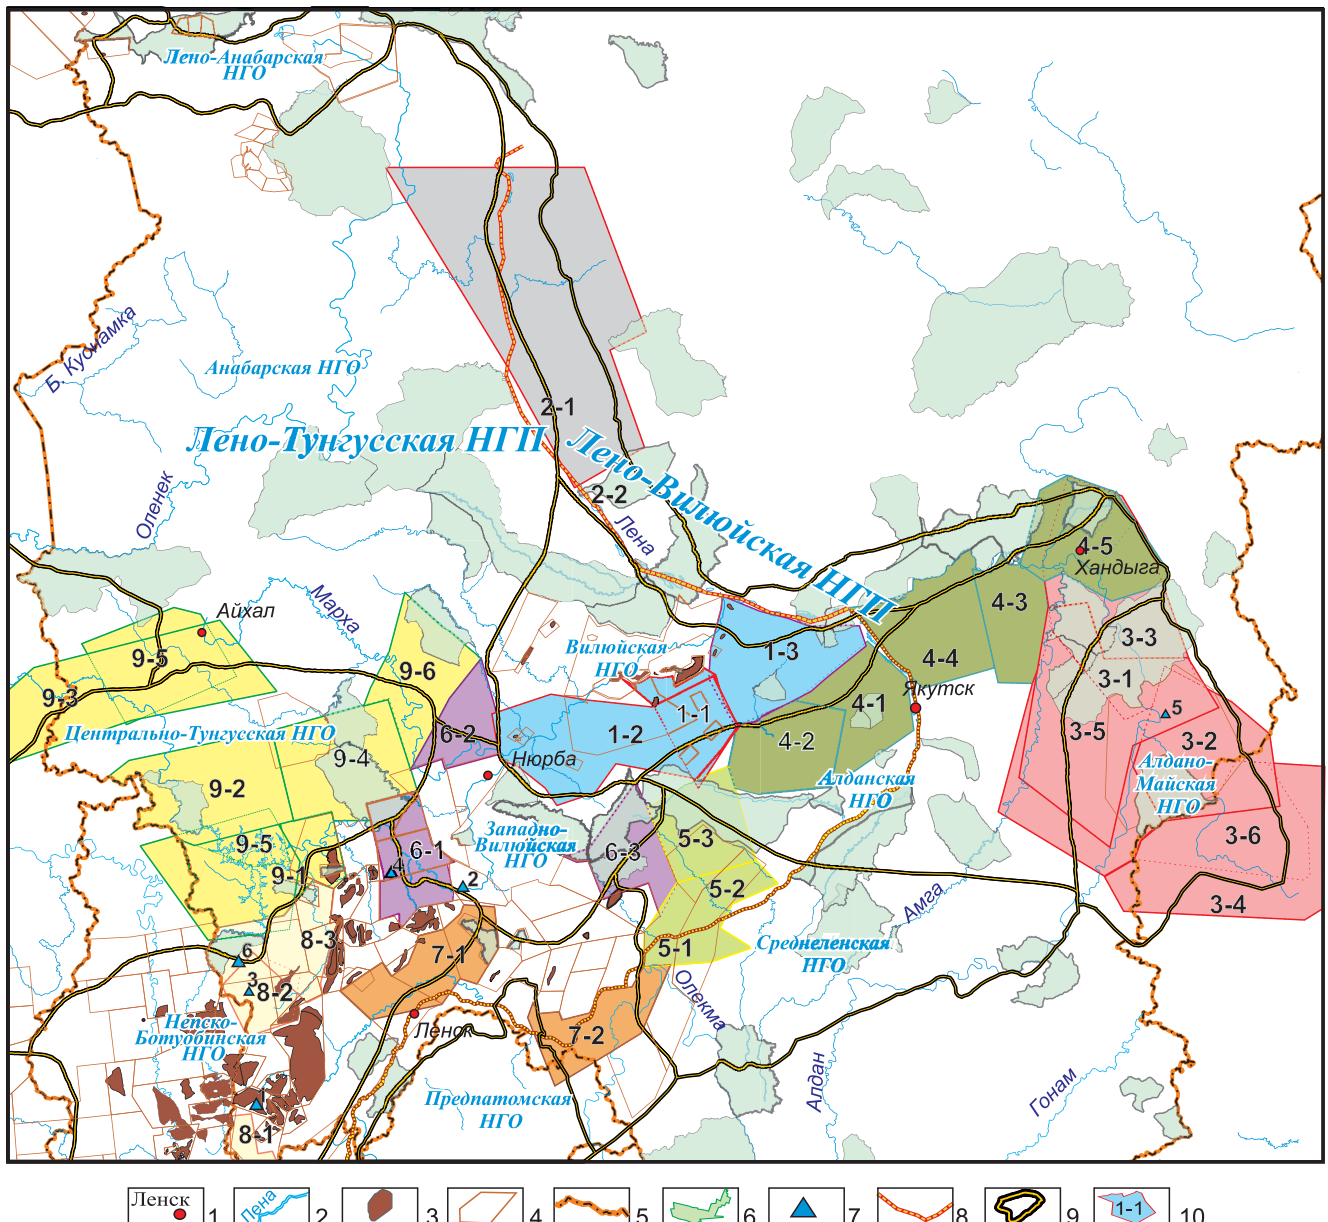 Лено-Анабарская
НГО
Б. Куонамка
Анабарская НГО
2-1
Лено-Тунгусская НГП
Лено-Вилюйская НГП
Оленек
2-2
Лена
4-5
Хандыга
Айхал
Марха
4-3
3-3
Вилюйская
НГО
1-3
9-5
9-6
4-4
3-1
9-3
Якутск
4-1
1-1
5
Центрально-Тунгусская НГО
6-2
1-2
4-2
3-5
3-2
9-4
Нюрба
Алдано-
Майская
НГО
9-2
Алданская
НГО
Западно-
Вилюйская
НГО
9-5
6-1
6-3
5-3
3-6
9-1
4
2
5-2
Амга
3-4
8-3
6
7-1
5-1
Среднеленская
НГО
3
8-2
Олекма
Непско-
Ботуобинская
НГО
Ленск
7-2
Предпатомская
НГО
Алдан
Гонам
1
8-1
Ленск 1
Лена 2
3
4
5
6
7
8
9
1-1 10